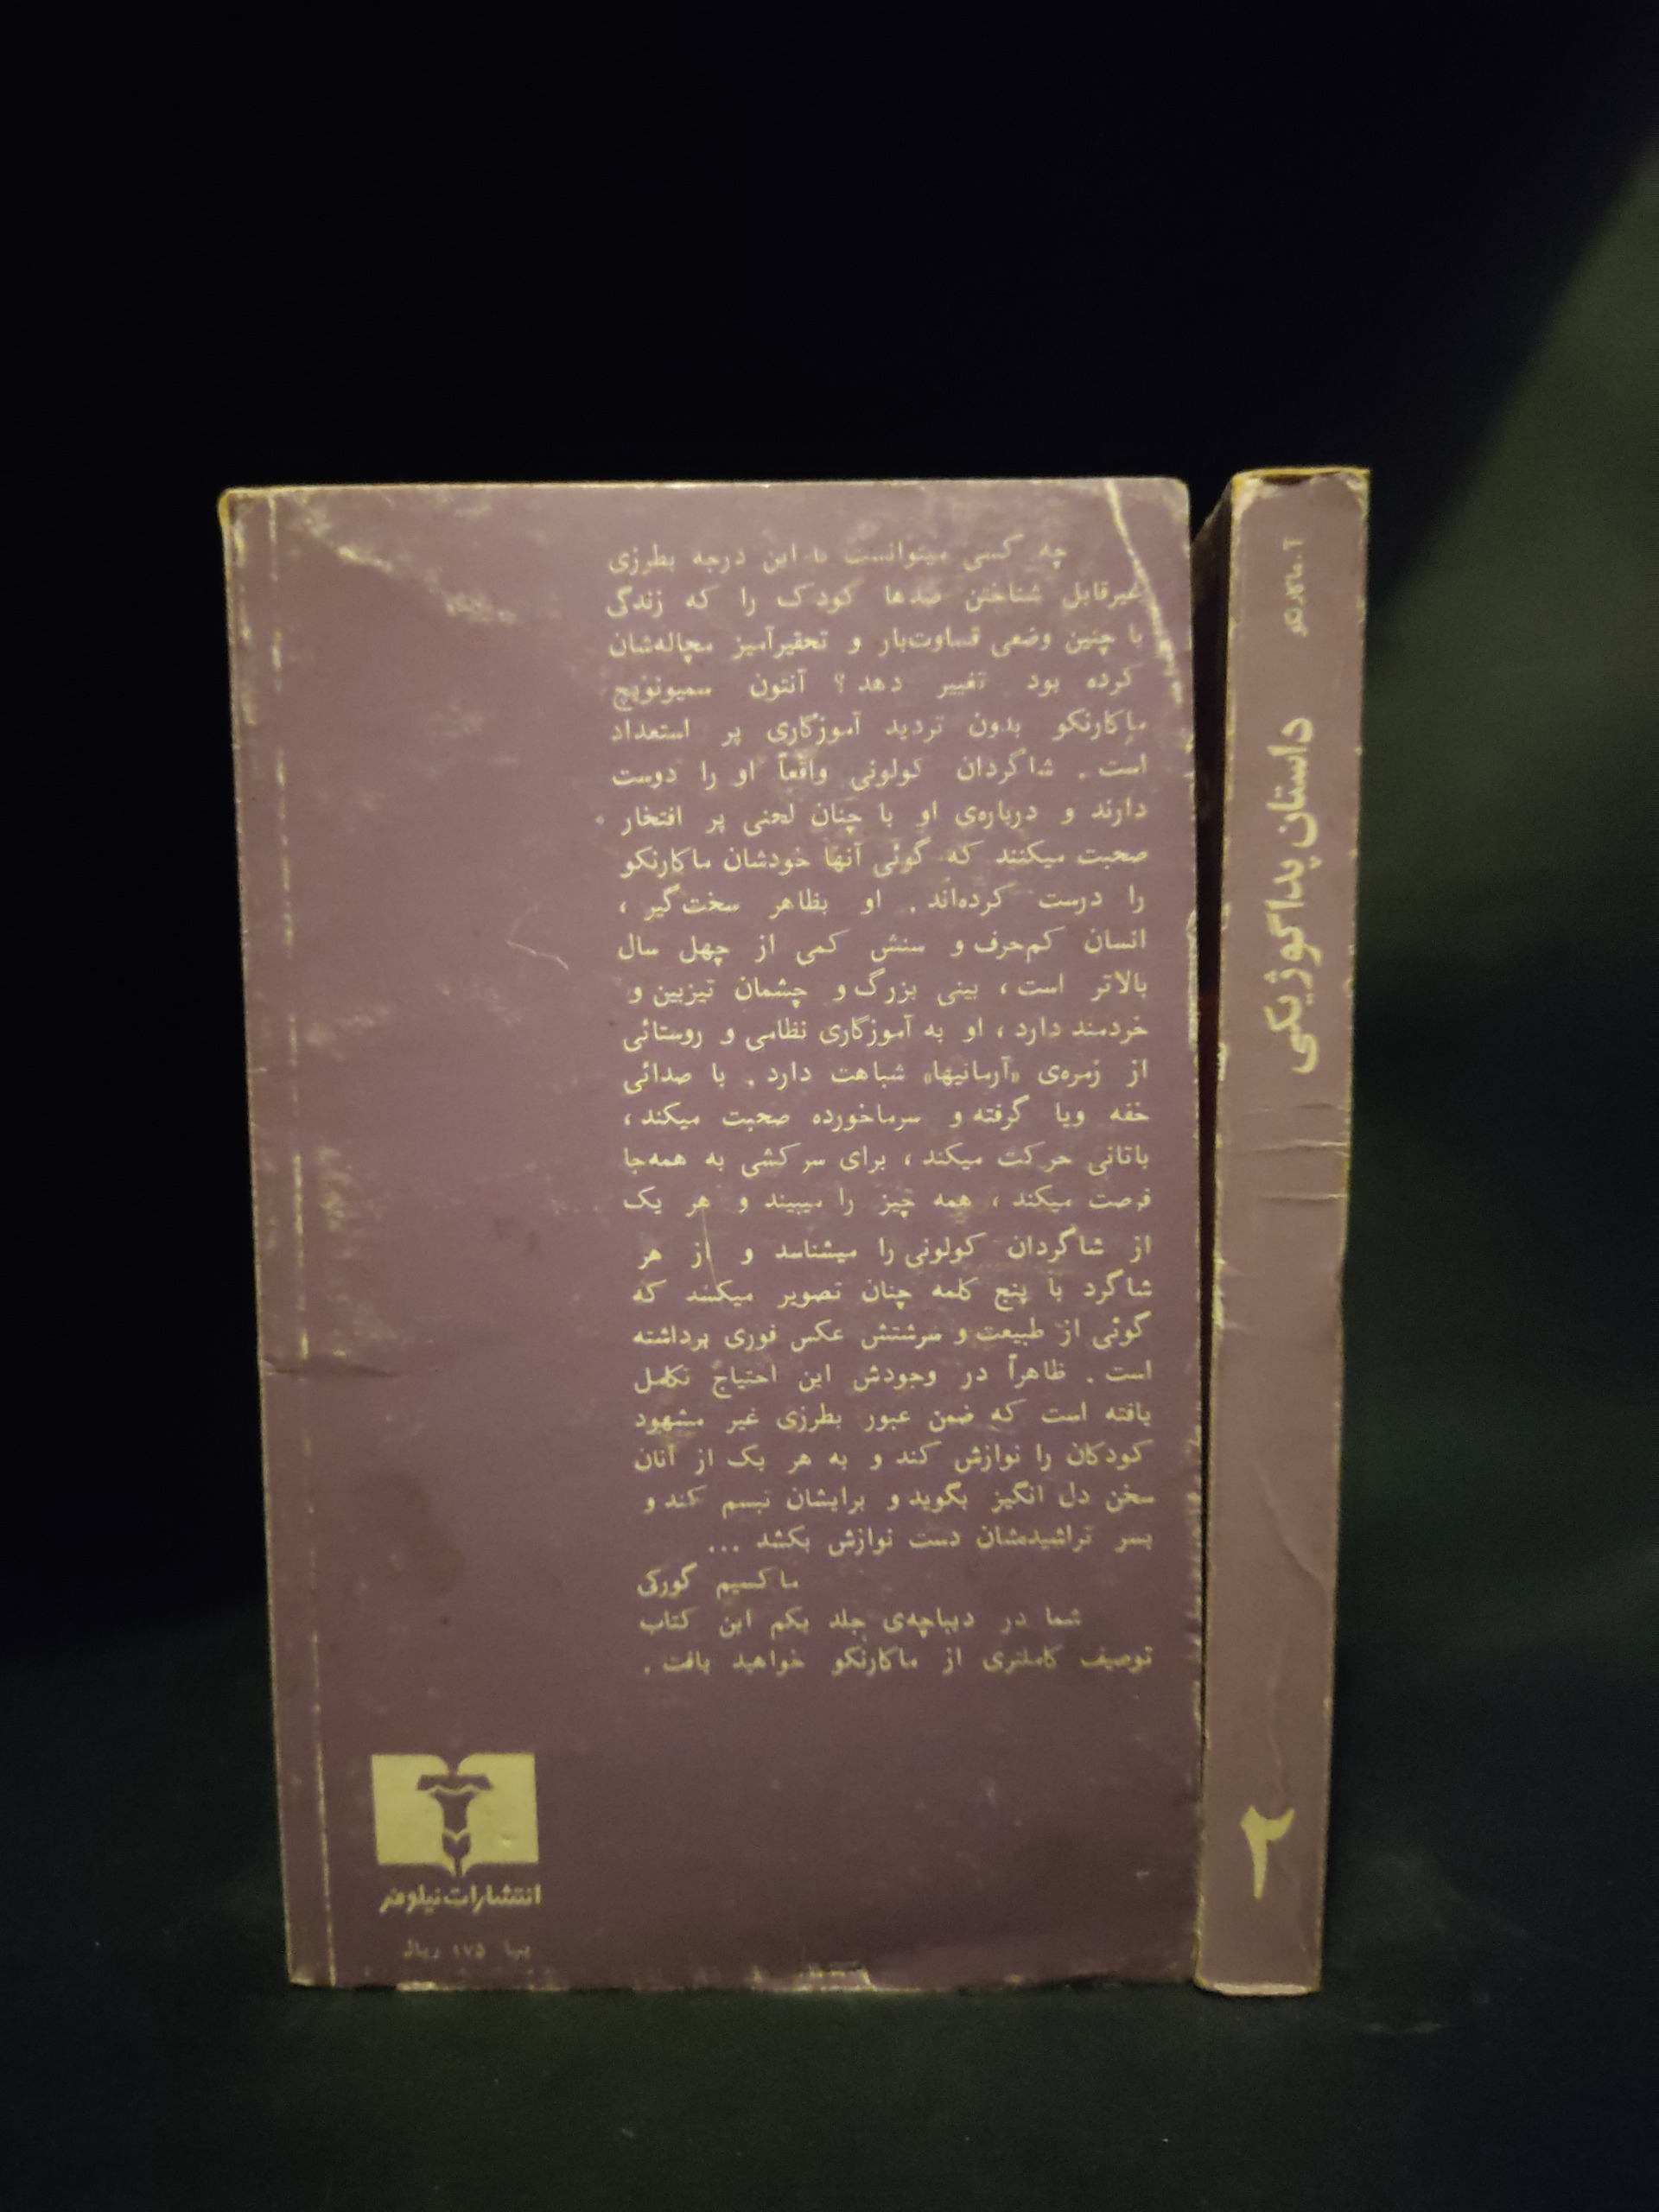 چه کسی میتوانست تا این درجه بطرزی
غیرقابل شناختن صدها کودک را که زندگی
با چنین وضعی قساوت‌بار و تحقیرآمیز مچاله‌شان
کرده بود تغییر دهد؟ آنتون سمیونویچ
ماکارنکو بدون تردید آموزگاری پر استعداد
است. شاگردان کولونی واقعاً او را دوست
دارند و درباره‌ی او با چنان لحنی پر افتخار
صحبت میکنند که گوئی آنها خودشان ماکارنکو
را درست کرده‌اند. او بظاهر سخت‌گیر،
انسان کم‌حرف و سنش کمی از چهل سال
بالاتر است، بینی بزرگ و چشمان تیزبین و
خردمند دارد، او به آموزگاری نظامی و روستائی
از زمره‌ی «آرمانیها» شباهت دارد. با صدائی
خفه ویا گرفته و سرماخورده صحبت میکند،
باتانی حرکت میکند، برای سرکشی به همه‌جا
فرصت میکند، همه چیز را میبیند و هر یک
از شاگردان کولونی را میشناسد و از هر
شاگرد با پنج کلمه چنان تصویر میکند که
گوئی از طبیعت و سرشتش عکس فوری برداشته
است. ظاهراً در وجودش این احتیاج تکامل
یافته است که ضمن عبور بطرزی غیر مشهود
کودکان را نوازش کند و به هر یک از آنان
سخن دل انگیز بگوید و برایشان تبسم کند و
بسر تراشیده‌شان دست نوازش بکشد ...
ماکسیم گورکی
شما در دیباچه‌ی جلد یکم این کتاب
توصیف کاملتری از ماکارنکو خواهید یافت.
انتشارات نیلوفر
بها ۱۷۵ ریال
آ. ماکارنکو
داستان پداگوژیکی
۲